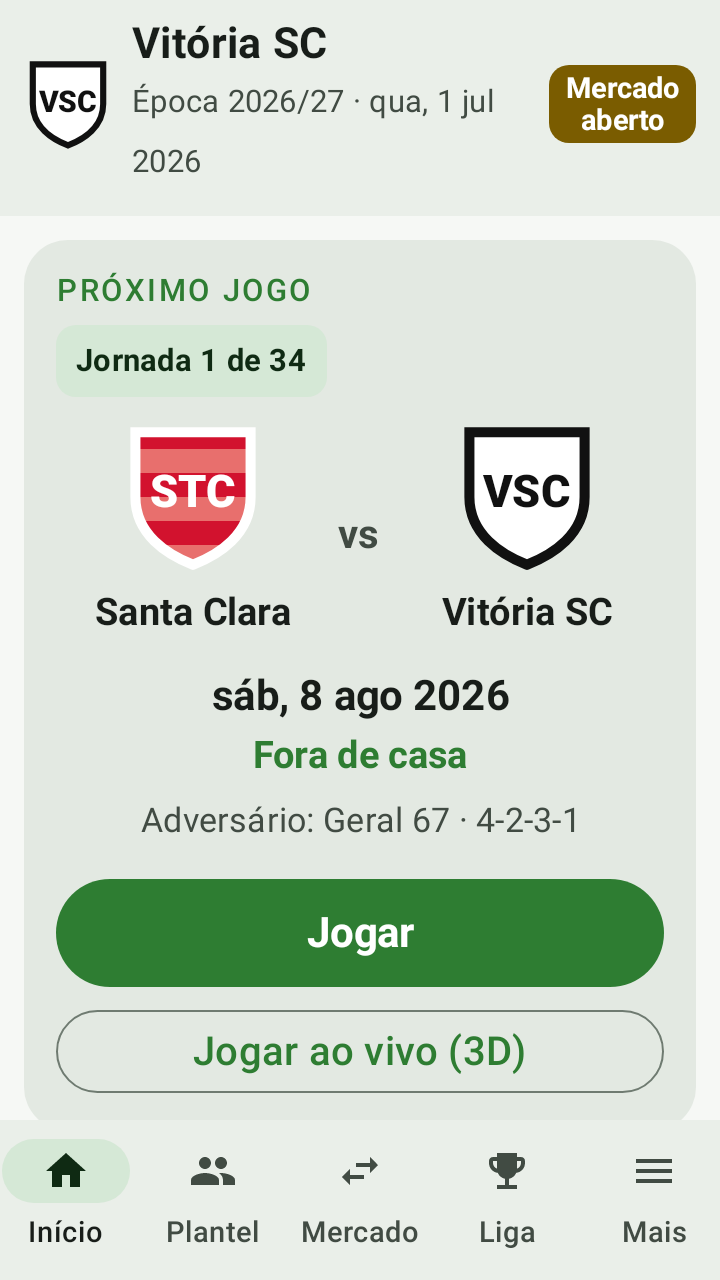 VSC
Vitória SC
Época 2026/27 · qua, 1 jul
2026
Mercado
aberto
PRÓXIMO JOGO
Jornada 1 de 34
STC
vs
VSC
Santa Clara
Vitória SC
sáb, 8 ago 2026
Fora de casa
Adversário: Geral 67 · 4-2-3-1
Jogar
Jogar ao vivo (3D)
Início
Plantel
Mercado
Liga
Mais